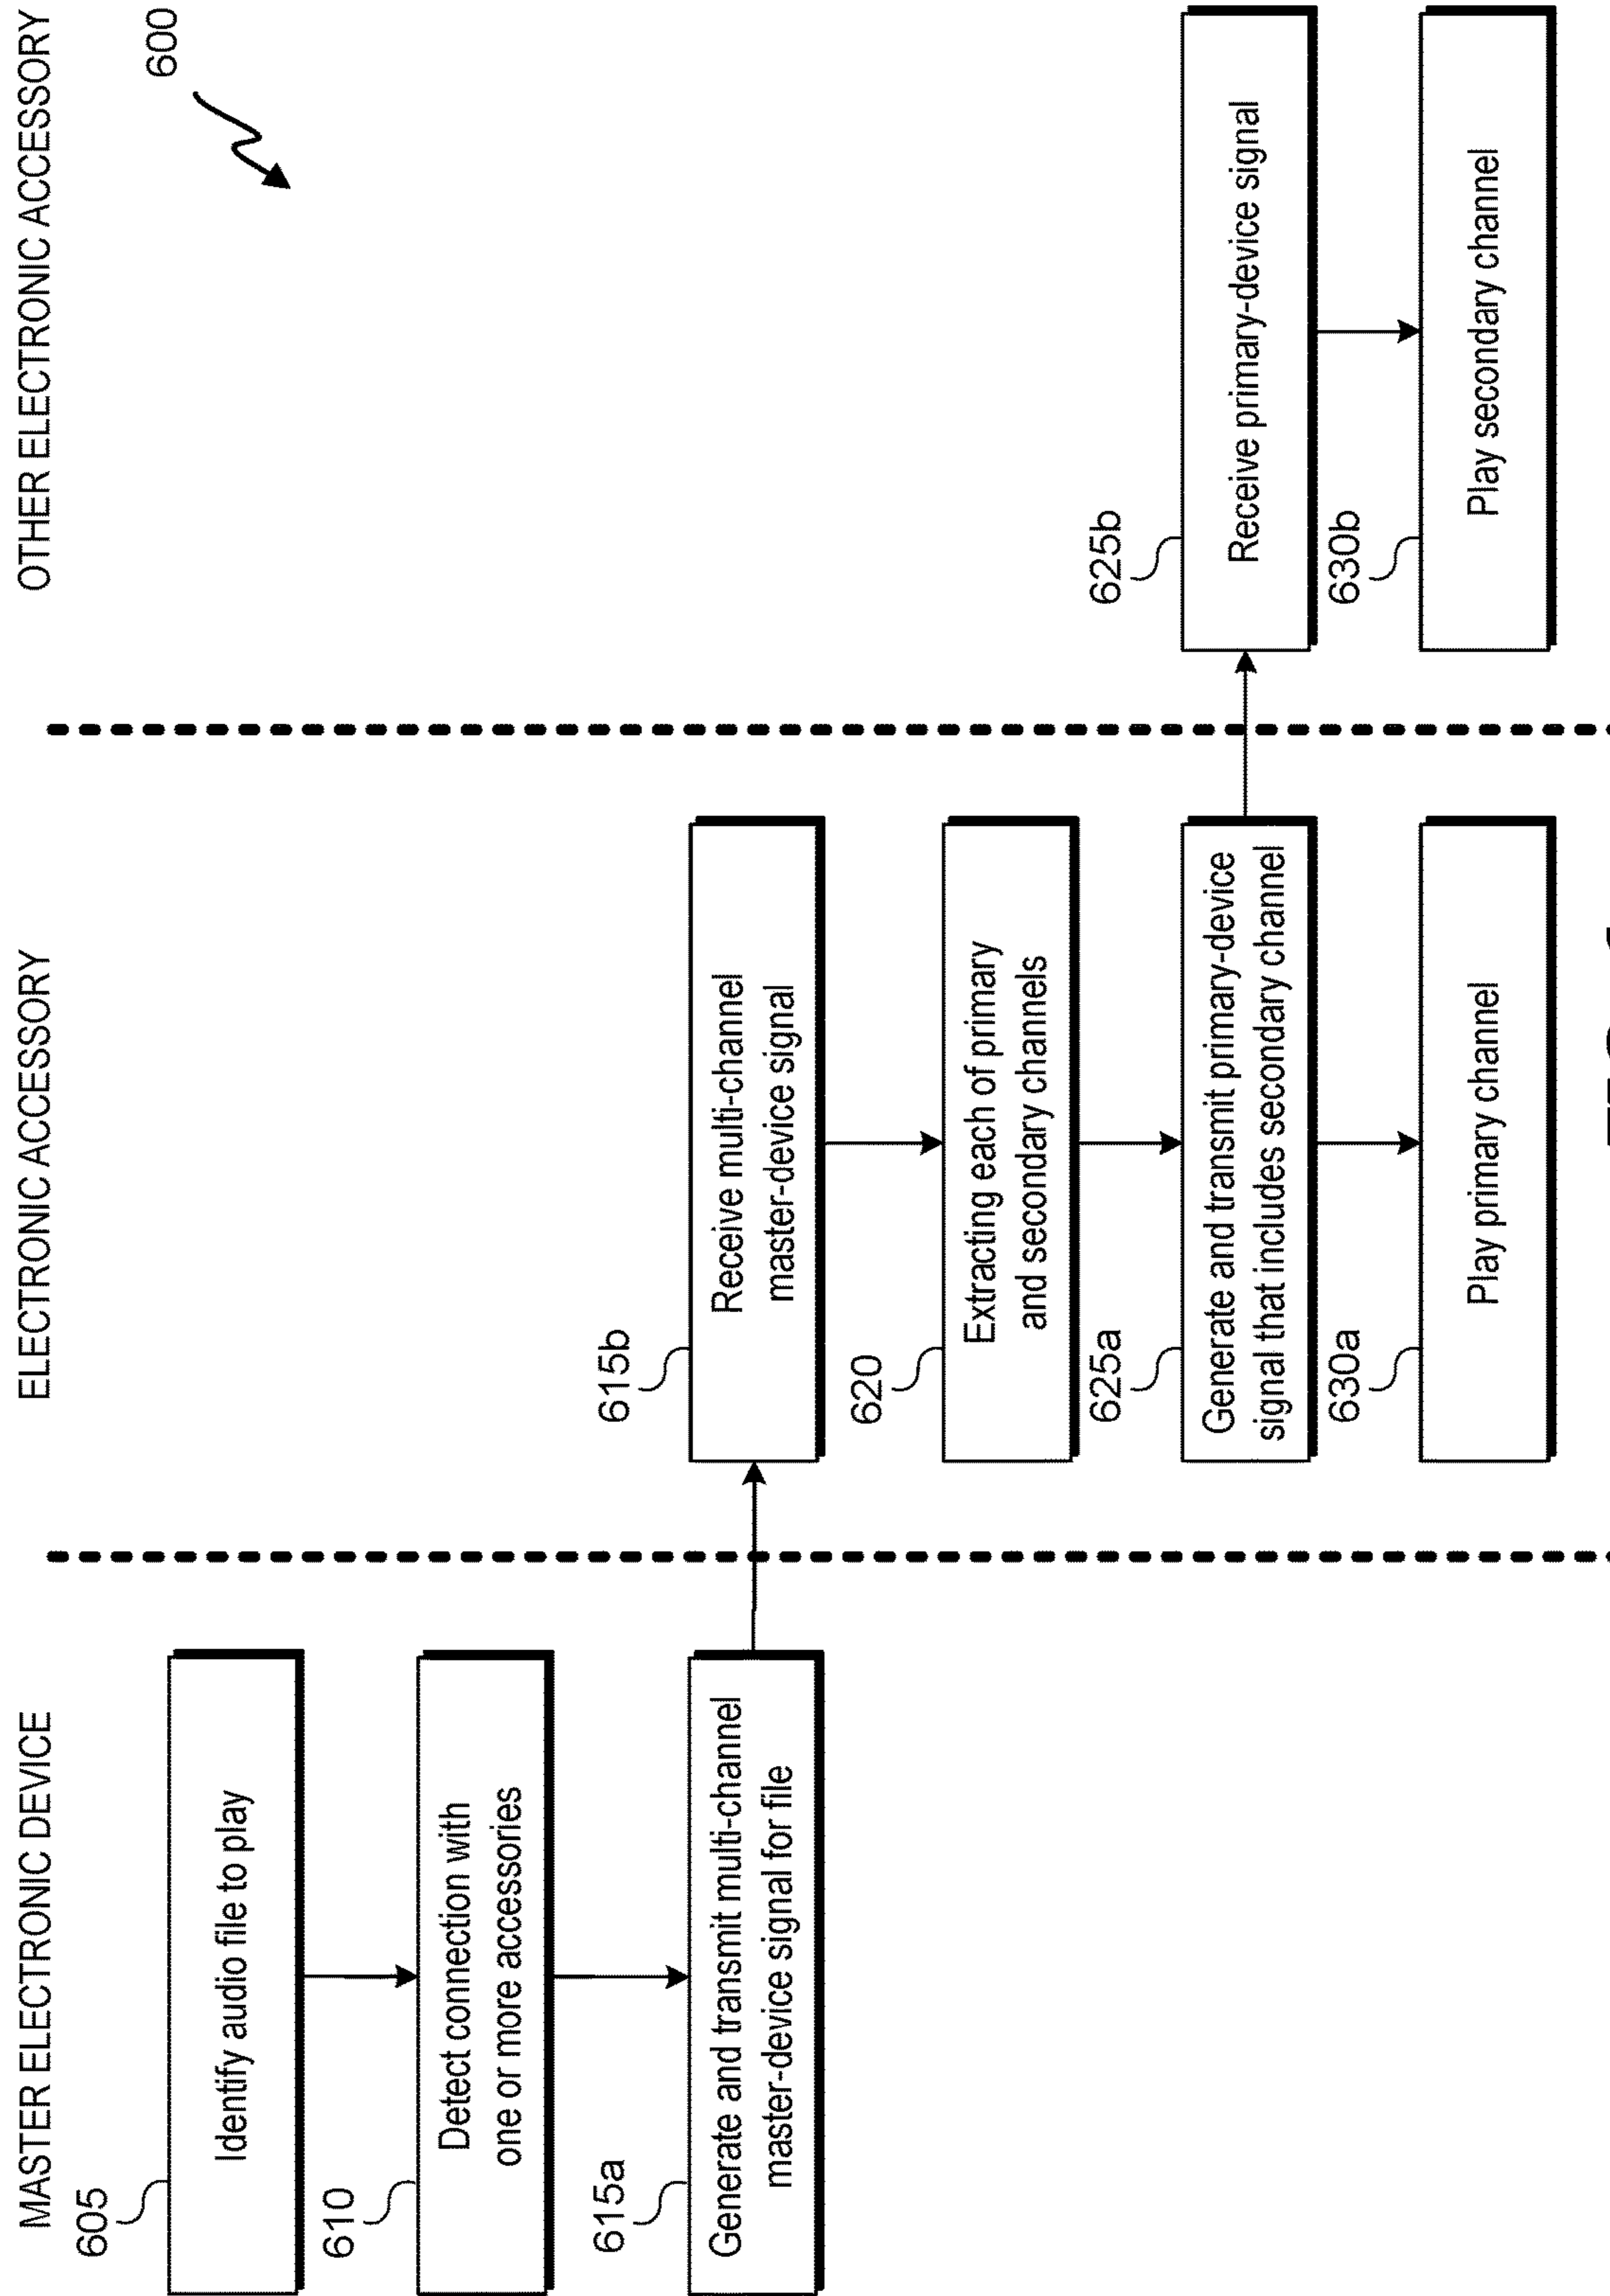 MASTER ELECTRONIC DEVICE
ELECTRONIC ACCESSORY
OTHER ELECTRONIC ACCESSORY
600
605
Identify audio file to play
610
Detect connection with
one or more accessories
615a
Generate and transmit multi-channel
master-device signal for file
615b
Receive multi-channel
master-device signal
620
Extracting each of primary
and secondary channels
625a
Generate and transmit primary-device
signal that includes secondary channel
625b
Receive primary-device signal
630a
Play primary channel
630b
Play secondary channel